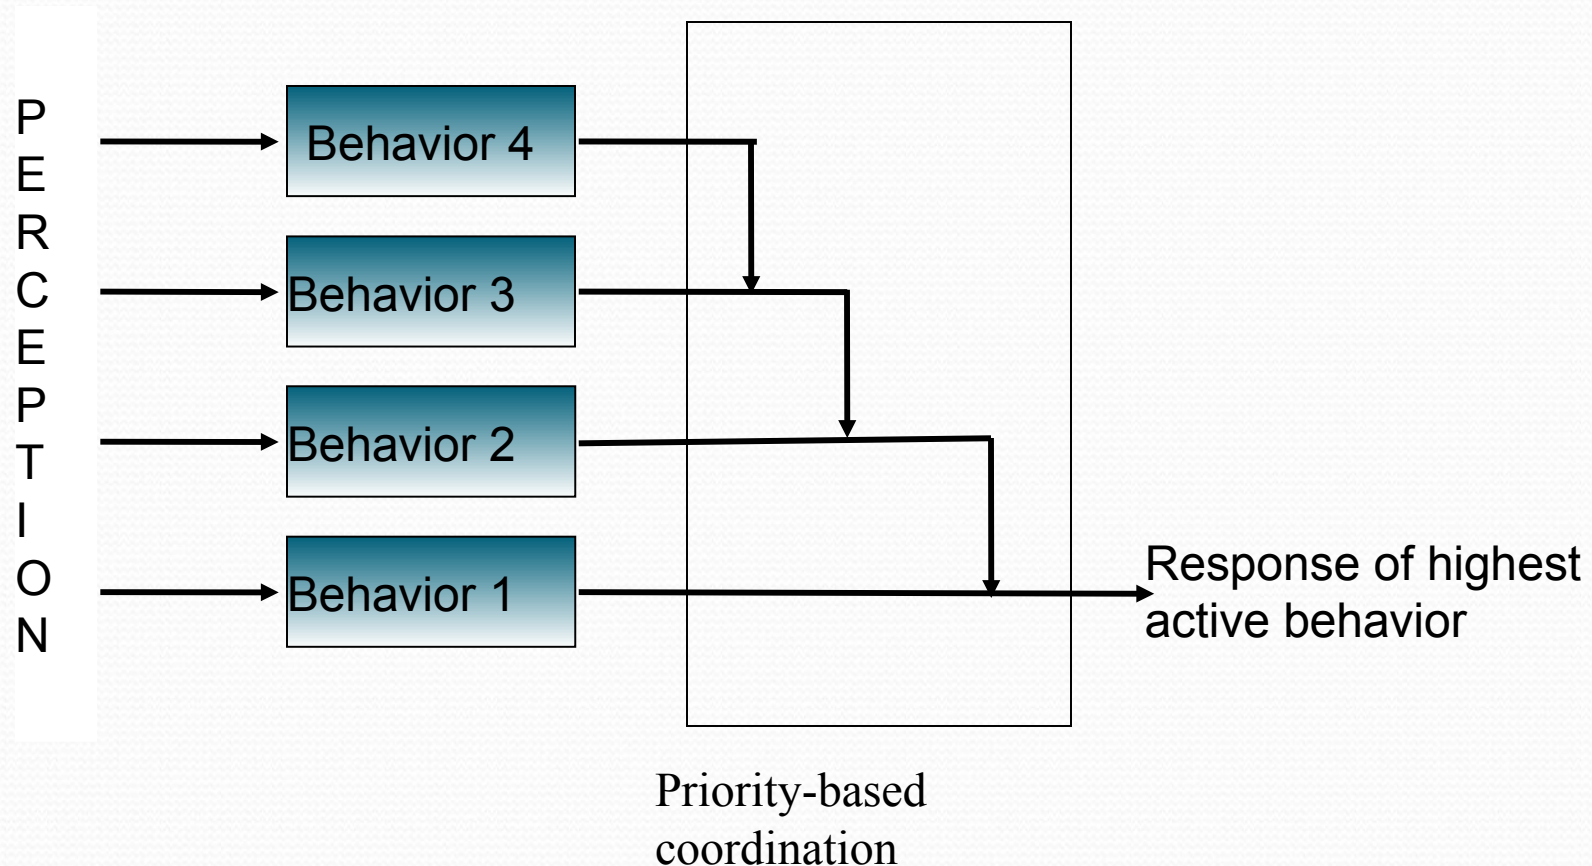 P
E
R
C
E
P
T
I
O
N
Behavior 4
Behavior 3
Behavior 2
Behavior 1
Response of highest
active behavior
Priority-based
coordination